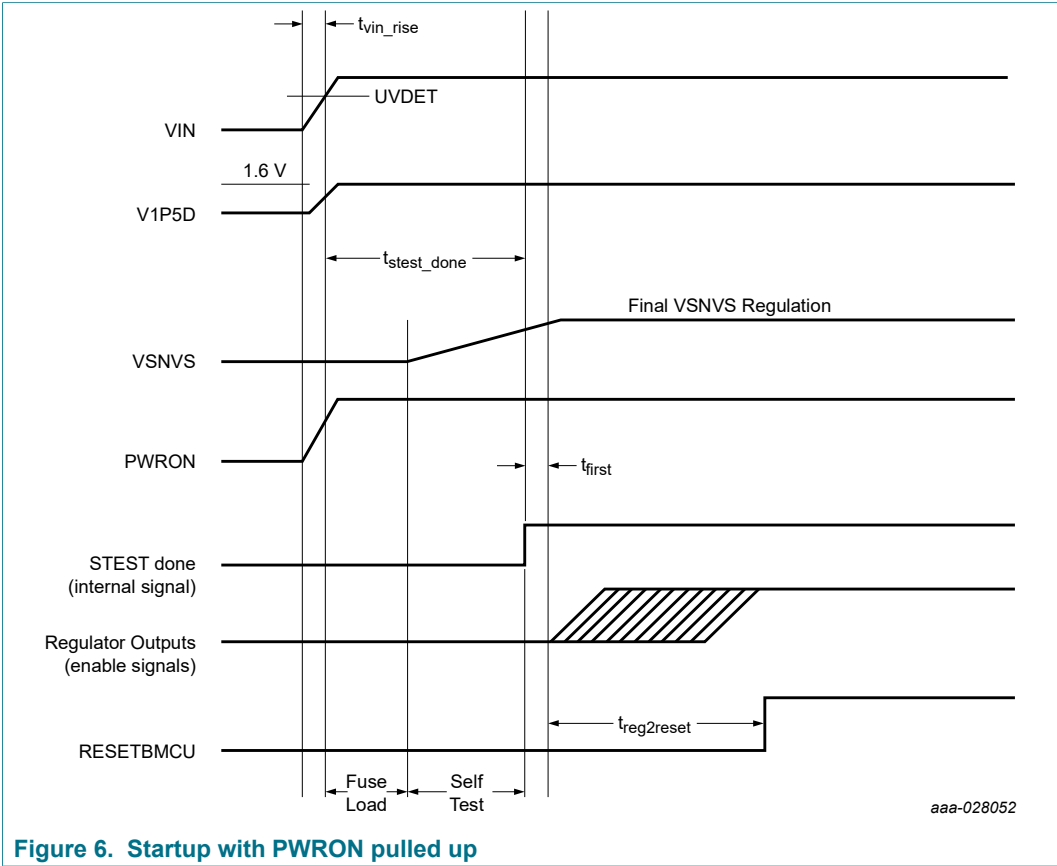 tvin_rise
UVDET
VIN
1.6 V
V1P5D
tstest_done
Final VSNVS Regulation
VSNVS
PWRON
tfirst
STEST done
(internal signal)
Regulator Outputs
(enable signals)
treg2reset
RESETBMCU
Fuse
Load
Self
Test
aaa-028052
Figure 6. Startup with PWRON pulled up